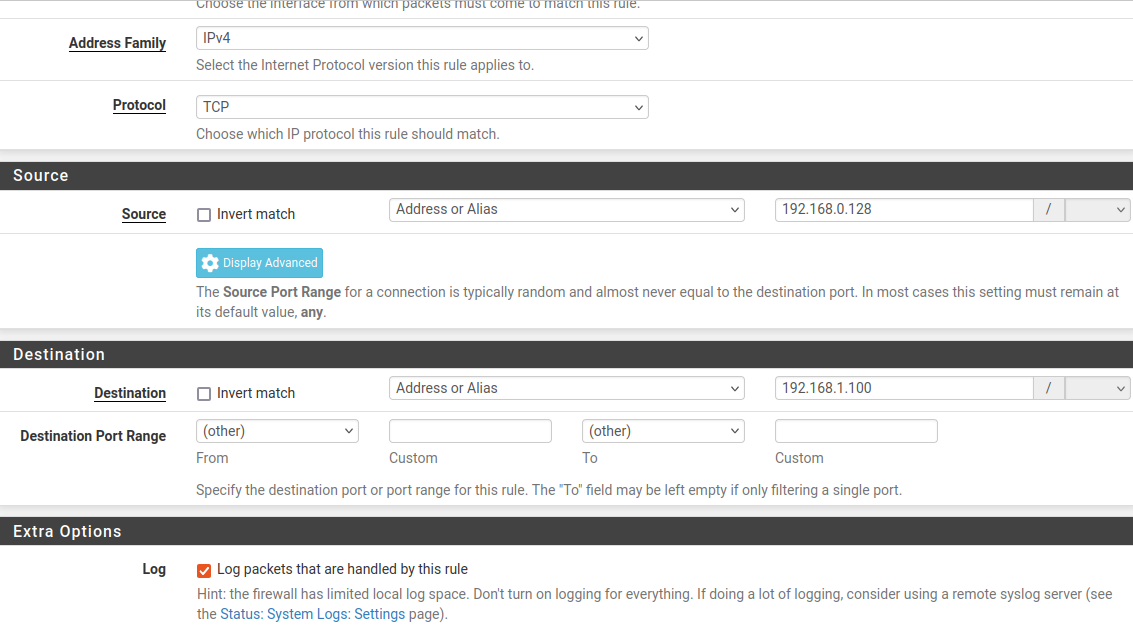 Choose the interface from which packets must come to match this rule.
Address Family
IPv4
Select the Internet Protocol version this rule applies to.
Protocol
TCP
Choose which IP protocol this rule should match.
Source
Source
Invert match
Address or Alias
192.168.0.128
/
Display Advanced
The Source Port Range for a connection is typically random and almost never equal to the destination port. In most cases this setting must remain at
its default value, any.
Destination
Destination
Invert match
Address or Alias
192.168.1.100
/
Destination Port Range
(other)
(other)
From
Custom
To
Custom
Specify the destination port or port range for this rule. The "To" field may be left empty if only filtering a single port.
Extra Options
Log
Log packets that are handled by this rule
Hint: the firewall has limited local log space. Don't turn on logging for everything. If doing a lot of logging, consider using a remote syslog server (see
the Status: System Logs: Settings page).